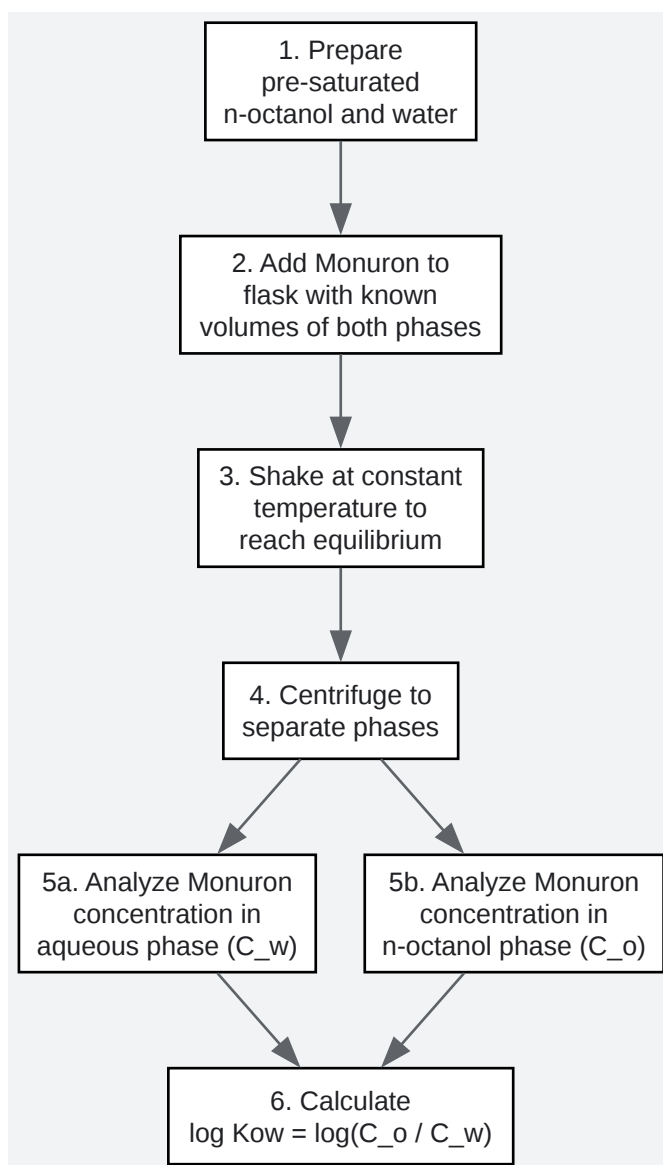 1. Prepare
pre-saturated
n-octanol and water
2. Add Monuron to
flask with known
volumes of both phases
3. Shake at constant
temperature to
reach equilibrium
4. Centrifuge to
separate phases
5a. Analyze Monuron
concentration in
aqueous phase (C_w)
5b. Analyze Monuron
concentration in
n-octanol phase (C_o)
6. Calculate
log Kow = log(C_o / C_w)